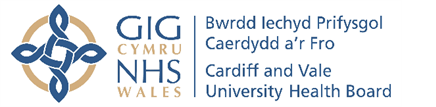 GIG
CYMRU
NHS
WALES
Bwrdd Iechyd Prifysgol
Caerdydd a'r Fro
Cardiff and Vale
University Health Board